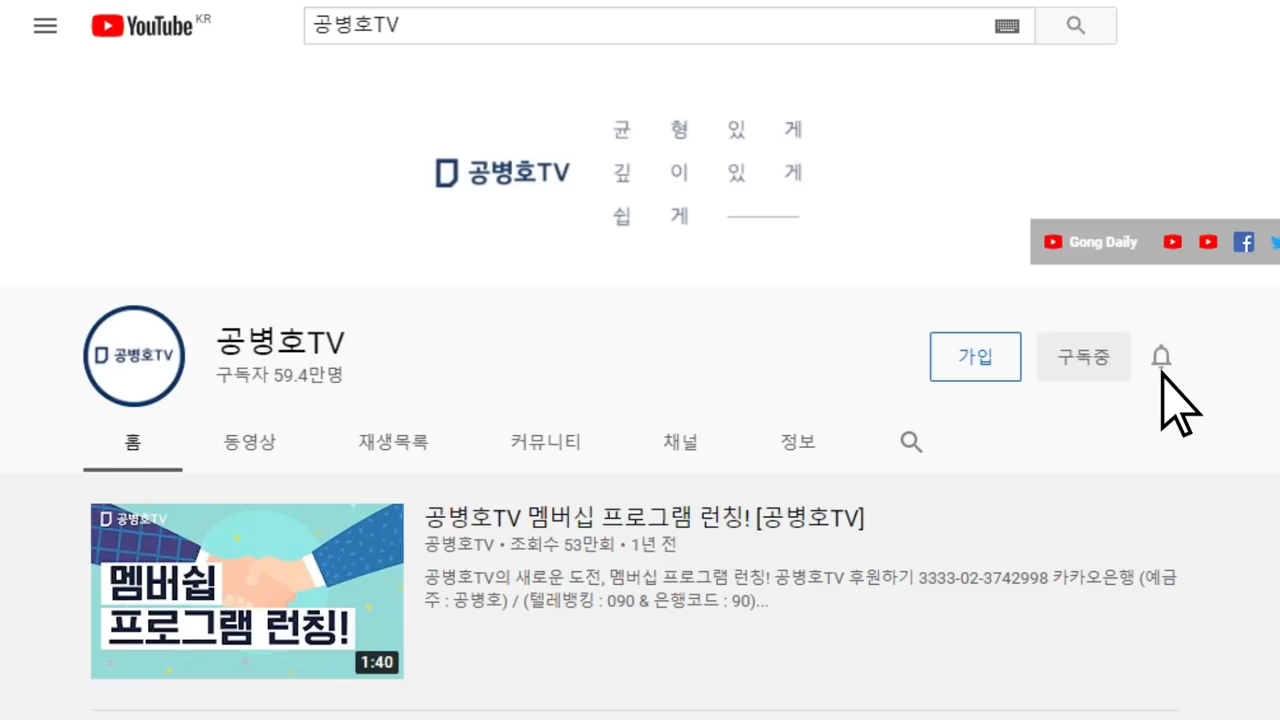 YouTube KR
공병호TV
균 형 있 게
공병호TV
깊 이 있 게
쉽 게
Gong Daily
공병호TV
공병호TV
구독자 59.4만명
가입
구독중
홈
동영상
재생목록
커뮤니티
채널
정보
공병호TV
멤버쉽
프로그램 런칭!
1:40
공병호TV 멤버십 프로그램 런칭! [공병호TV]
공병호TV • 조회수 53만회 • 1년 전
공병호TV의 새로운 도전, 멤버십 프로그램 런칭! 공병호TV 후원하기 3333-02-3742998 카카오은행 (예금
주 : 공병호) / (텔레뱅킹 : 090 & 은행코드 : 90)...